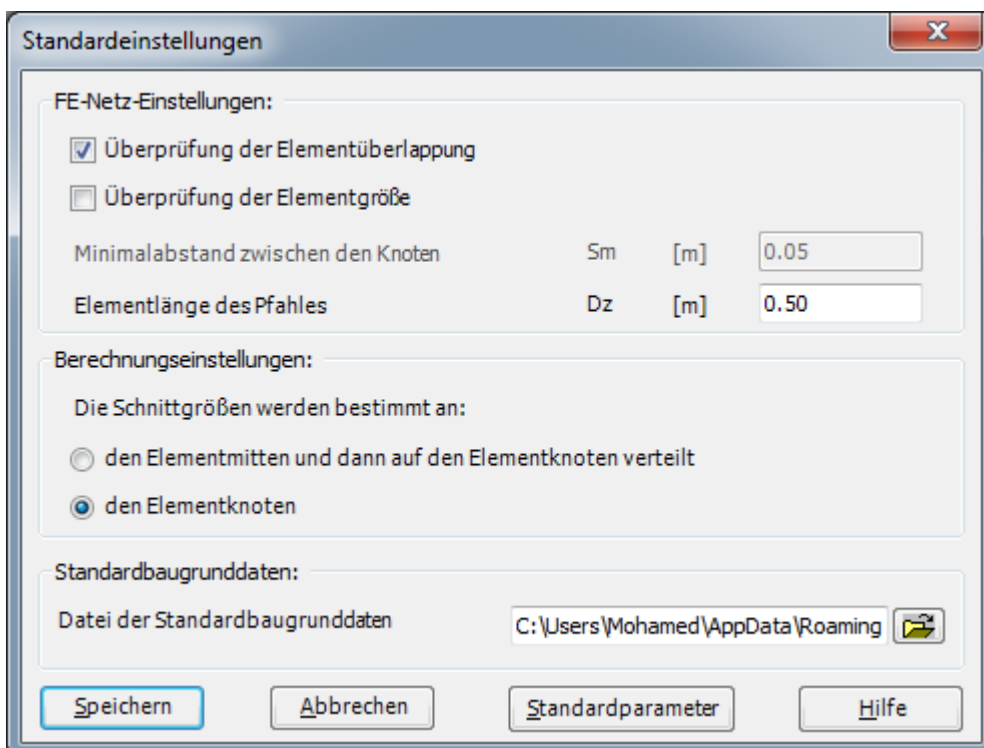 Standardeinstellungen
FE-Netz-Einstellungen:
Überprüfung der Elementüberlappung
Überprüfung der Elementgröße
Minimalabstand zwischen den Knoten Sm [m] 0.05
Elementlänge des Pfahles Dz [m] 0.50
Berechnungseinstellungen:
Die Schnittgrößen werden bestimmt an:
den Elementmitten und dann auf den Elementknoten verteilt
den Elementknoten
Standardbaugrunddaten:
Datei der Standardbaugrunddaten C:\Users\Mohamed\AppData\Roaming
Speichern Abbrechen Standardparameter Hilfe